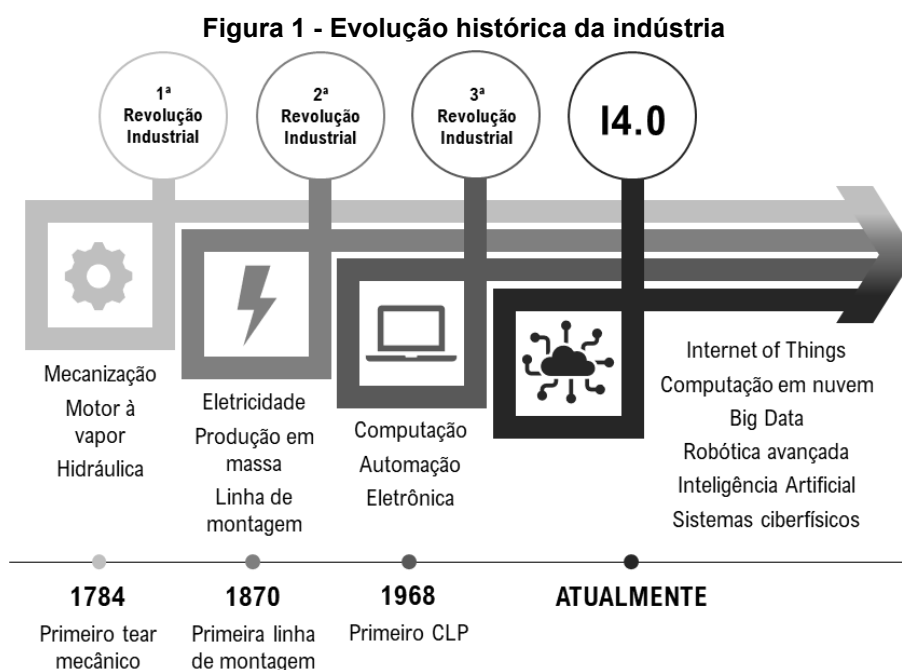 Figura 1 - Evolução histórica da indústria
1ª
Revolução
Industrial
2ª
Revolução
Industrial
3ª
Revolução
Industrial
I4.0
Mecanização
Motor à
vapor
Hidráulica
Eletricidade
Produção em
massa
Linha de
montagem
Computação
Automação
Eletrônica
Internet of Things
Computação em nuvem
Big Data
Robótica avançada
Inteligência Artificial
Sistemas ciberfísicos
1784
Primeiro tear
mecânico
1870
Primeira linha
de montagem
1968
Primeiro CLP
ATUALMENTE